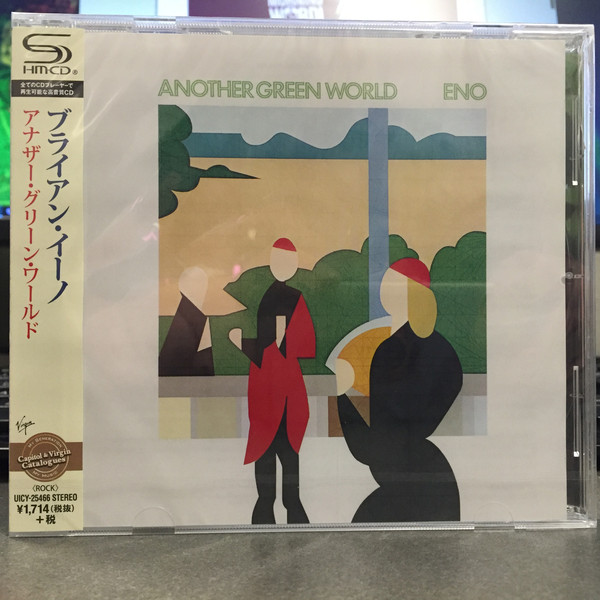 SHM-CD®
全てのCDプレーヤーで
再生可能な高音質CD
ブライアン・イーノ
アナザー・グリーン・ワールド
Virgin
Capitol & Virgin
Catalogues
〈ROCK〉
UICY-25466 STEREO
¥1,714(税抜)
+税
ANOTHER GREEN WORLD ENO